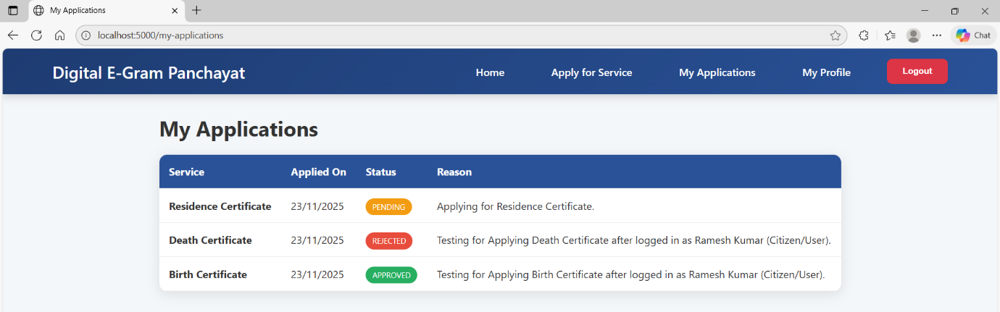 My Applications
localhost:5000/my-applications
Chat
Digital E-Gram Panchayat Home Apply for Service My Applications My Profile Logout
My Applications
Service Applied On Status Reason
Residence Certificate 23/11/2025 PENDING Applying for Residence Certificate.
Death Certificate 23/11/2025 REJECTED Testing for Applying Death Certificate after logged in as Ramesh Kumar (Citizen/User).
Birth Certificate 23/11/2025 APPROVED Testing for Applying Birth Certificate after logged in as Ramesh Kumar (Citizen/User).